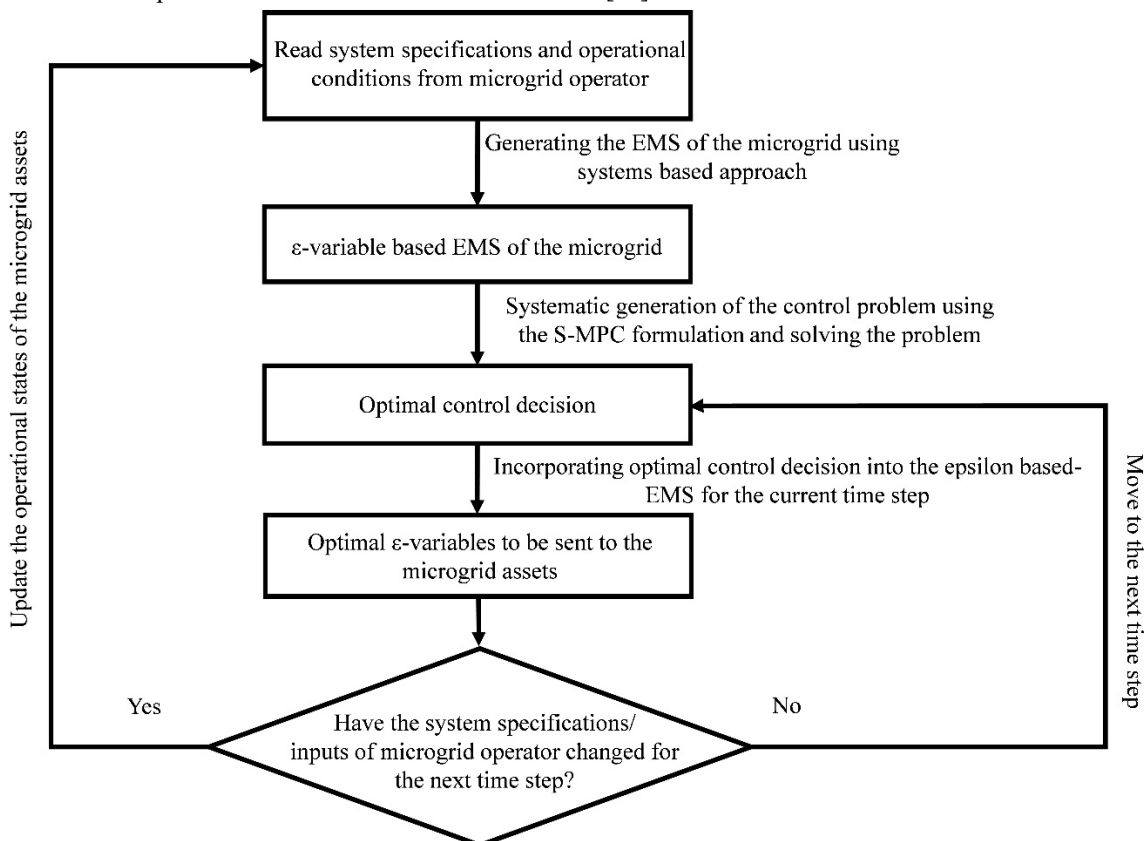 Read system specifications and operational
conditions from microgrid operator
Generating the EMS of the microgrid using
systems based approach
ε-variable based EMS of the microgrid
Systematic generation of the control problem using
the S-MPC formulation and solving the problem
Optimal control decision
Incorporating optimal control decision into the epsilon based-
EMS for the current time step
Optimal ε-variables to be sent to the
microgrid assets
Yes
No
Have the system specifications/
inputs of microgrid operator changed for
the next time step?
Update the operational states of the microgrid assets
Move to the next time step